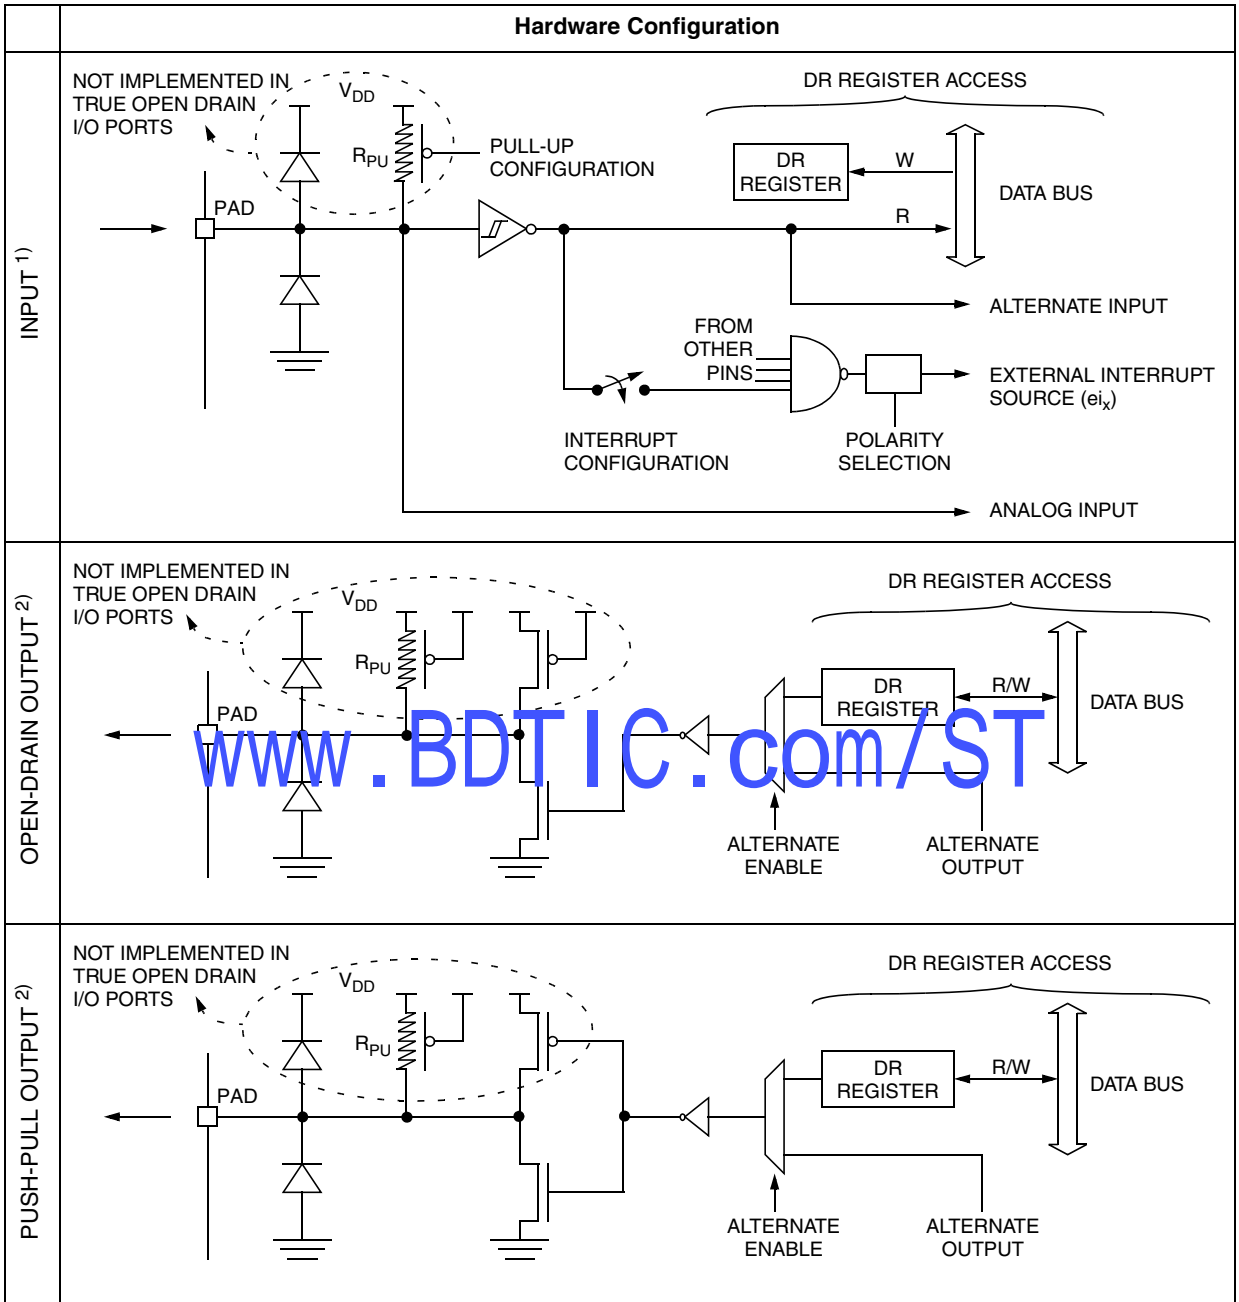 Hardware Configuration
INPUT 1)
NOT IMPLEMENTED IN
TRUE OPEN DRAIN
I/O PORTS
VDD
RPU
PULL-UP
CONFIGURATION
PAD
DR REGISTER ACCESS
DR
REGISTER
W
R
DATA BUS
ALTERNATE INPUT
FROM
OTHER
PINS
EXTERNAL INTERRUPT
SOURCE (eix)
INTERRUPT
CONFIGURATION
POLARITY
SELECTION
ANALOG INPUT
OPEN-DRAIN OUTPUT 2)
NOT IMPLEMENTED IN
TRUE OPEN DRAIN
I/O PORTS
VDD
RPU
PAD
DR REGISTER ACCESS
DR
REGISTER
R/W
DATA BUS
ALTERNATE
ENABLE
ALTERNATE
OUTPUT
www.BDTIC.com/ST
PUSH-PULL OUTPUT 2)
NOT IMPLEMENTED IN
TRUE OPEN DRAIN
I/O PORTS
VDD
RPU
PAD
DR REGISTER ACCESS
DR
REGISTER
R/W
DATA BUS
ALTERNATE
ENABLE
ALTERNATE
OUTPUT